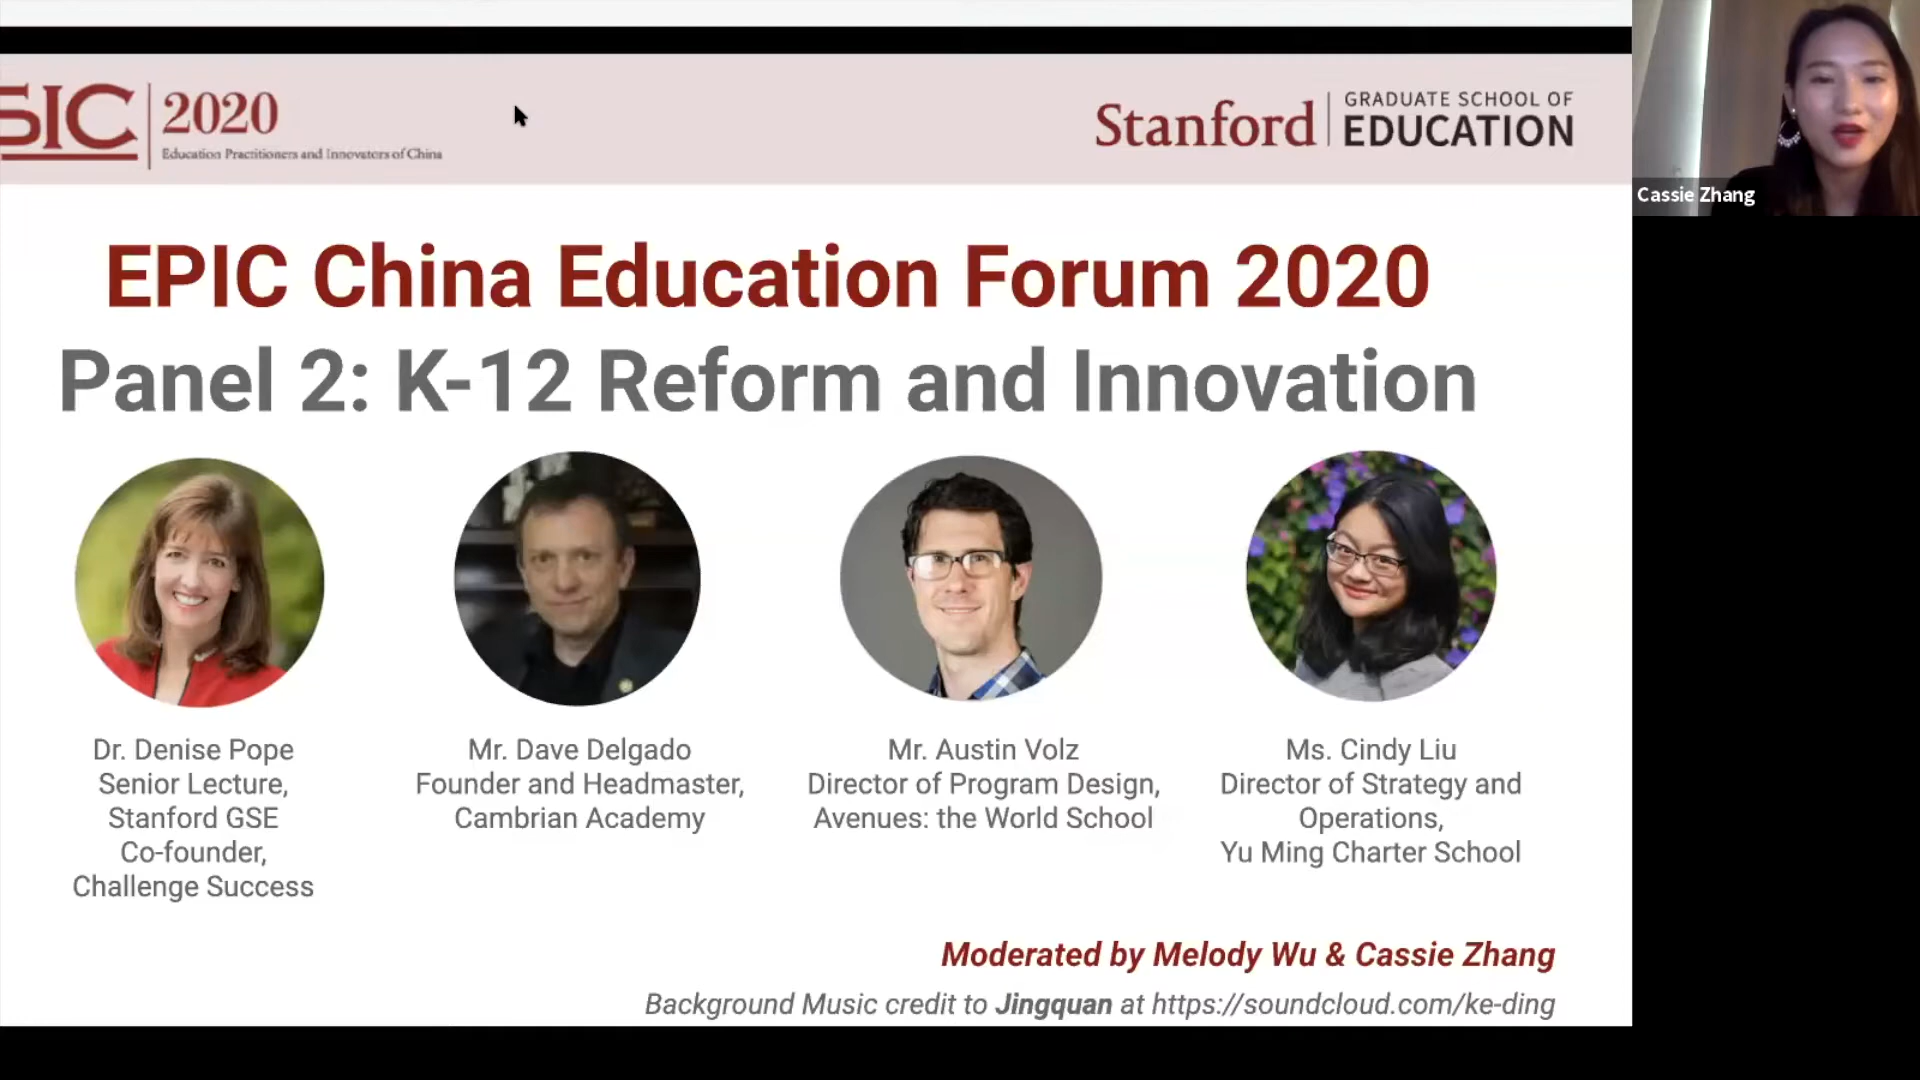 SIC 2020
Education Practitioners and Innovators of China
Stanford GRADUATE SCHOOL OF EDUCATION
Cassie Zhang
EPIC China Education Forum 2020
Panel 2: K-12 Reform and Innovation
Dr. Denise Pope
Senior Lecture,
Stanford GSE
Co-founder,
Challenge Success
Mr. Dave Delgado
Founder and Headmaster,
Cambrian Academy
Mr. Austin Volz
Director of Program Design,
Avenues: the World School
Ms. Cindy Liu
Director of Strategy and
Operations,
Yu Ming Charter School
Moderated by Melody Wu & Cassie Zhang
Background Music credit to Jingquan at https://soundcloud.com/ke-ding